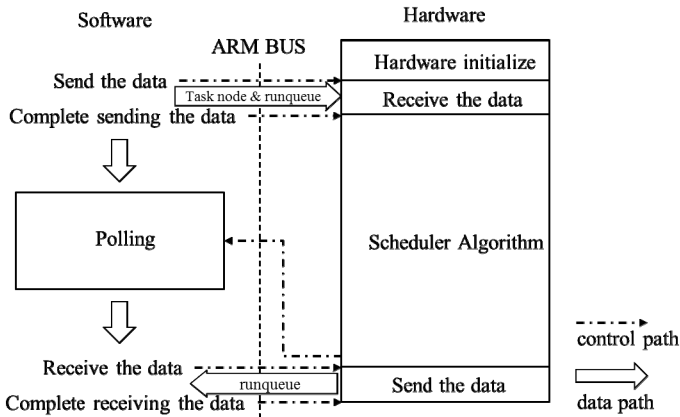 Software
Hardware
ARM BUS
Hardware initialize
Send the data
Task node & runqueue
Receive the data
Complete sending the data
Polling
Scheduler Algorithm
control path
Receive the data
runqueue
Send the data
Complete receiving the data
data path